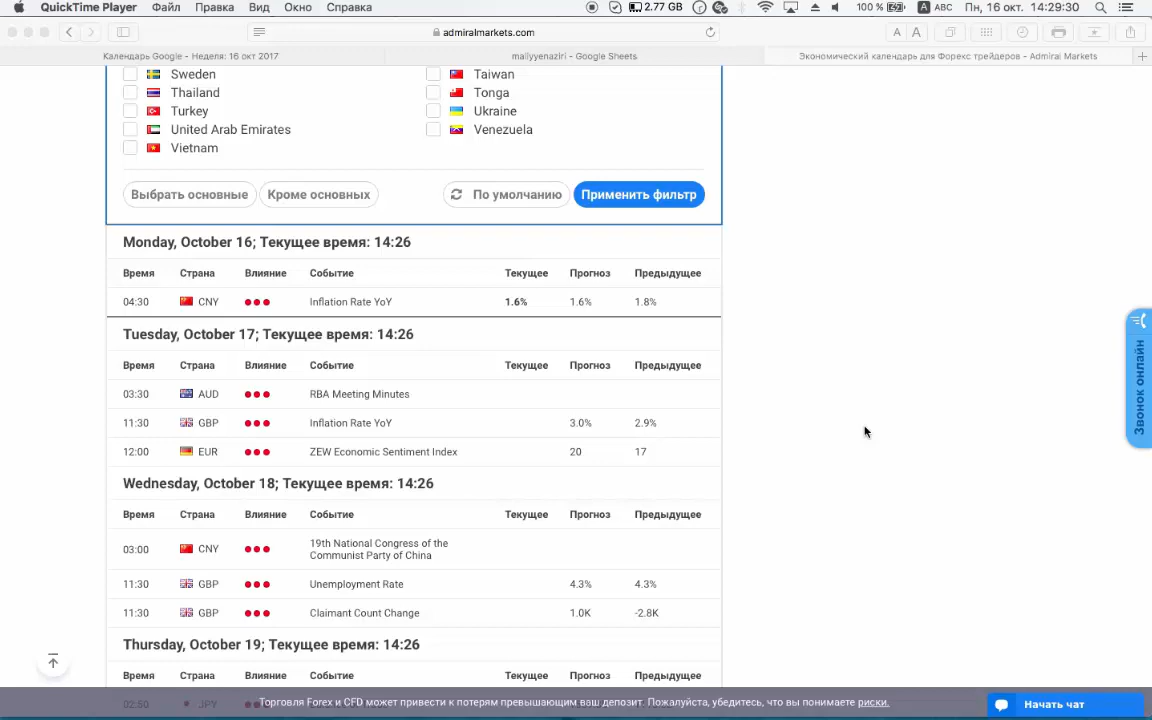 QuickTime Player Файл Правка Вид Окно Справка 2.77 GB 100 % A ABC Пн, 16 окт. 14:29:30
admiralmarkets.com A A
Календарь Google - Неделя: 16 окт 2017 maliyyenaziri - Google Sheets Экономический календарь для Форекс трейдеров - Admiral Markets
Sweden Taiwan
Thailand Tonga
Turkey Ukraine
United Arab Emirates Venezuela
Vietnam
Выбрать основные Кроме основных По умолчанию Применить фильтр
Monday, October 16; Текущее время: 14:26
Время Страна Влияние Событие Текущее Прогноз Предыдущее
04:30 CNY Inflation Rate YoY 1.6% 1.6% 1.8%
Tuesday, October 17; Текущее время: 14:26
Время Страна Влияние Событие Текущее Прогноз Предыдущее
03:30 AUD RBA Meeting Minutes
11:30 GBP Inflation Rate YoY 3.0% 2.9%
12:00 EUR ZEW Economic Sentiment Index 20 17
Wednesday, October 18; Текущее время: 14:26
Время Страна Влияние Событие Текущее Прогноз Предыдущее
03:00 CNY 19th National Congress of the
Communist Party of China
11:30 GBP Unemployment Rate 4.3% 4.3%
11:30 GBP Claimant Count Change 1.0K -2.8K
Thursday, October 19; Текущее время: 14:26
Время Страна Влияние Событие Текущее Прогноз Предыдущее
02:50 JPY
Торговля Forex и CFD может привести к потерям превышающим ваш депозит. Пожалуйста, убедитесь, что вы понимаете риски.
Начать чат
Звонок онлайн